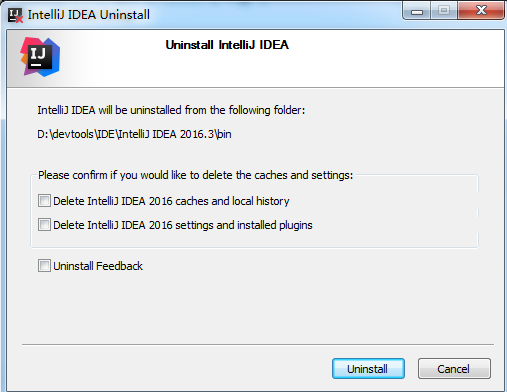 IntelliJ IDEA Uninstall
Uninstall IntelliJ IDEA
IJ
IntelliJ IDEA will be uninstalled from the following folder:
D:\devtools\IDE\IntelliJ IDEA 2016.3\bin
Please confirm if you would like to delete the caches and settings:
Delete IntelliJ IDEA 2016 caches and local history
Delete IntelliJ IDEA 2016 settings and installed plugins
Uninstall Feedback
Uninstall
Cancel